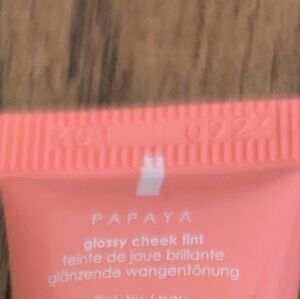 PAPAYA
glossy cheek tint
teinte de joue brillante
glänzende wangentönung